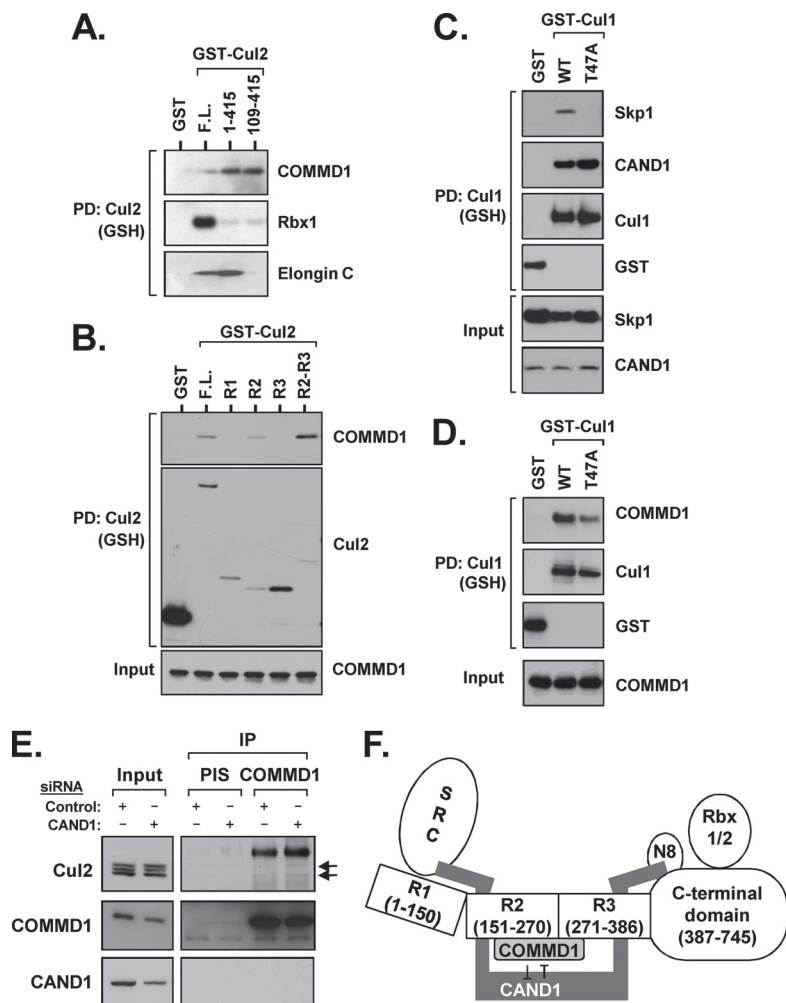 A.
GST-Cul2
GST
F.L.
1-415
109-415
COMMD1
PD: Cul2
(GSH)
Rbx1
Elongin C
B.
GST-Cul2
GST
F.L.
R1
R2
R3
R2-R3
COMMD1
PD: Cul2
(GSH)
Cul2
Input
COMMD1
C.
GST-Cul1
GST
WT
T47A
Skp1
CAND1
PD: Cul1
(GSH)
Cul1
GST
Input
Skp1
CAND1
D.
GST-Cul1
GST
WT
T47A
COMMD1
PD: Cul1
(GSH)
Cul1
GST
Input
COMMD1
E.
IP
siRNA
Input
PIS
COMMD1
Control: + – + – + –
CAND1: – + – + – +
Cul2
COMMD1
CAND1
F.
SRC
Rbx
1/2
N8
R1
(1-150)
R2
(151-270)
R3
(271-386)
C-terminal
domain
(387-745)
COMMD1
CAND1